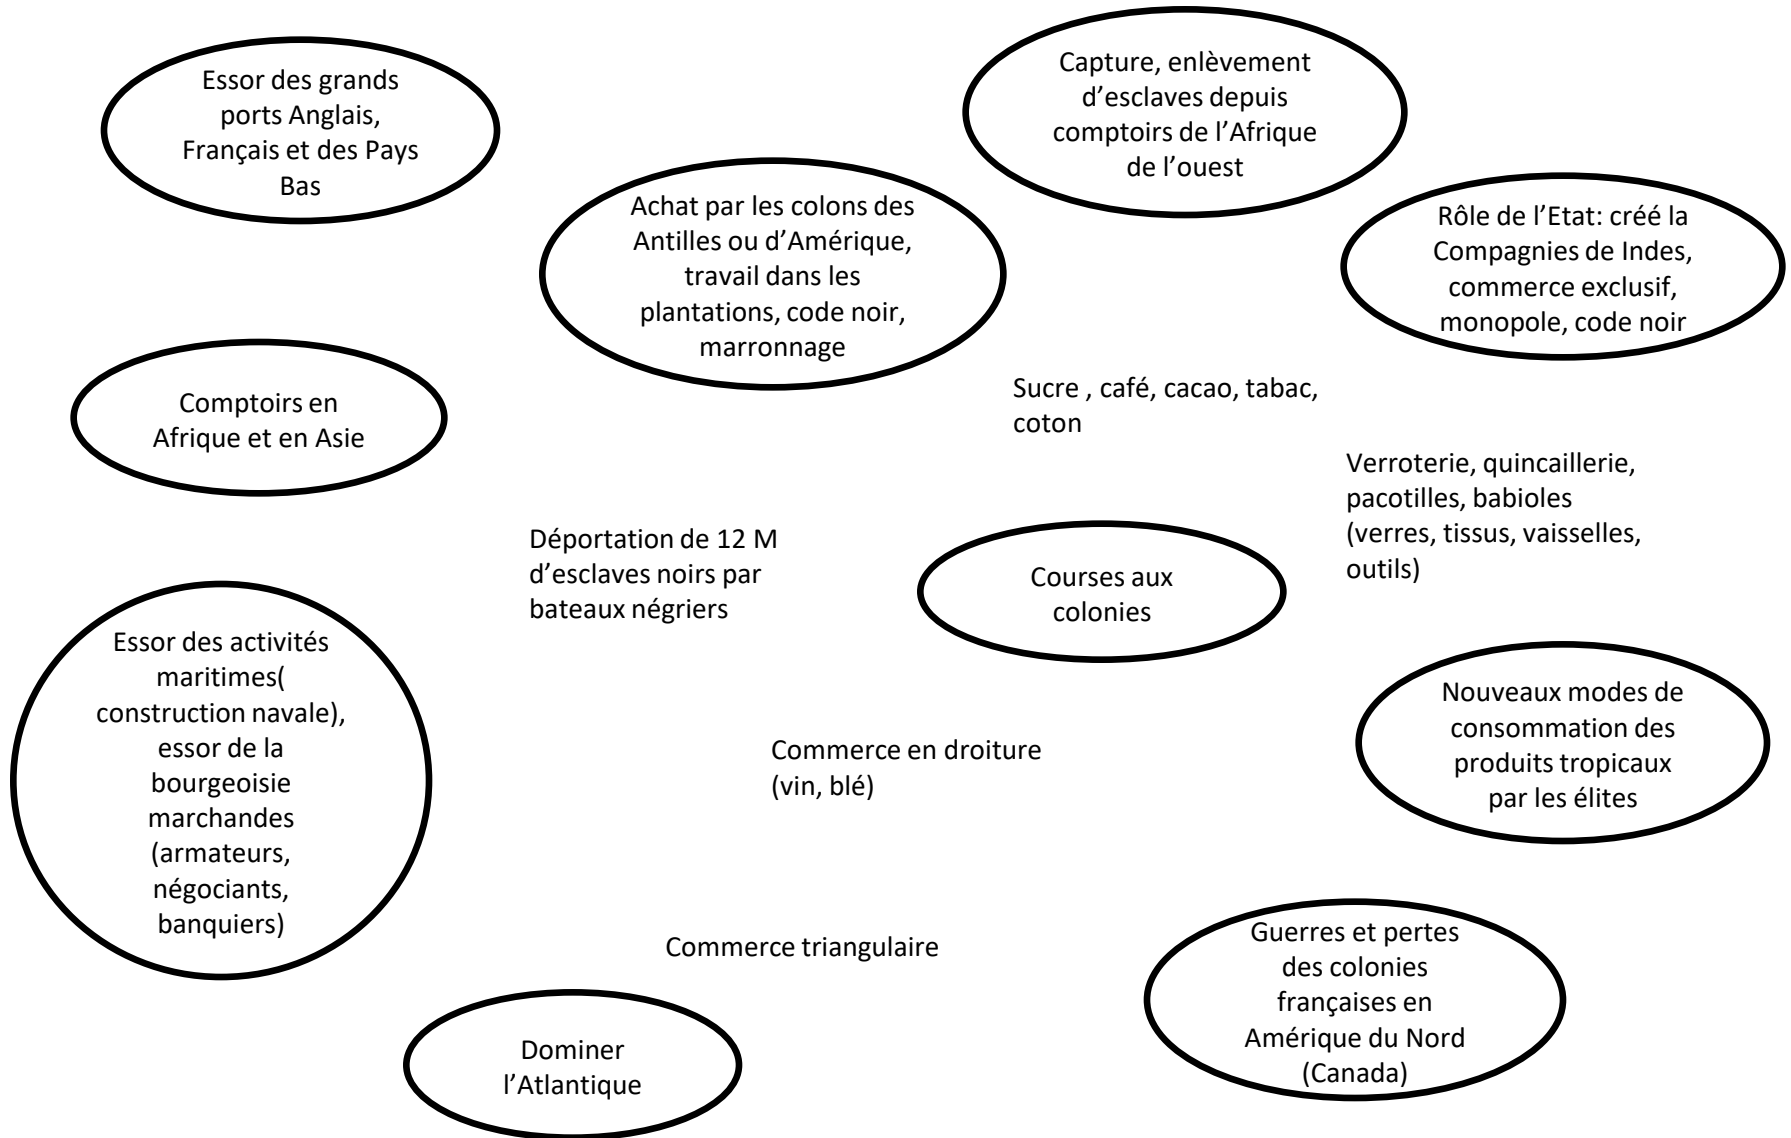 Essor des grands
ports Anglais,
Français et des Pays
Bas
Capture, enlèvement
d’esclaves depuis
comptoirs de l’Afrique
de l’ouest
Achat par les colons des
Antilles ou d’Amérique,
travail dans les
plantations, code noir,
marronnage
Rôle de l’Etat: créé la
Compagnies de Indes,
commerce exclusif,
monopole, code noir
Comptoirs en
Afrique et en Asie
Sucre , café, cacao, tabac,
coton
Verroterie, quincaillerie,
pacotilles, babioles
(verres, tissus, vaisselles,
outils)
Déportation de 12 M
d’esclaves noirs par
bateaux négriers
Courses aux
colonies
Essor des activités
maritimes(
construction navale),
essor de la
bourgeoisie
marchandes
(armateurs,
négociants,
banquiers)
Nouveaux modes de
consommation des
produits tropicaux
par les élites
Commerce en droiture
(vin, blé)
Commerce triangulaire
Guerres et pertes
des colonies
françaises en
Amérique du Nord
(Canada)
Dominer
l’Atlantique